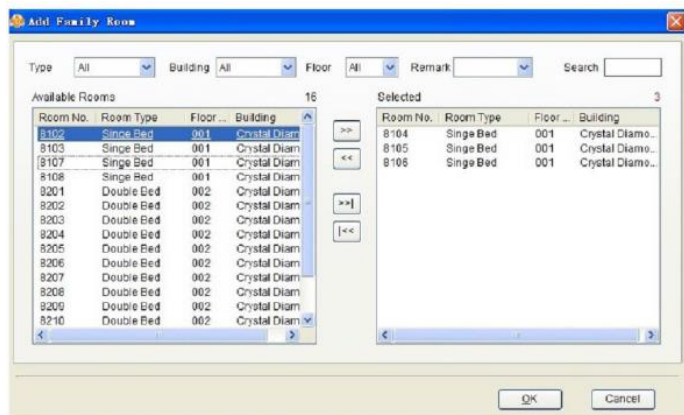 Add Family Room
Type All Building All Floor All Remark Search
Available Rooms 16 Selected 3
Room No. Room Type Floor ... Building Room No. Room Type Floor ... Building
8102 Singe Bed 001 Crystal Diam 8104 Singe Bed 001 Crystal Diamo...
8103 Singe Bed 001 Crystal Diam >> 8105 Singe Bed 001 Crystal Diamo...
8107 Singe Bed 001 Crystal Diam << 8106 Singe Bed 001 Crystal Diamo...
8108 Singe Bed 001 Crystal Diam
8201 Double Bed 002 Crystal Diam
8202 Double Bed 002 Crystal Diam >>|
8203 Double Bed 002 Crystal Diam
8204 Double Bed 002 Crystal Diam |<<
8205 Double Bed 002 Crystal Diam
8206 Double Bed 002 Crystal Diam
8207 Double Bed 002 Crystal Diam
8208 Double Bed 002 Crystal Diam
8209 Double Bed 002 Crystal Diam
8210 Double Bed 002 Crystal Diam
OK Cancel